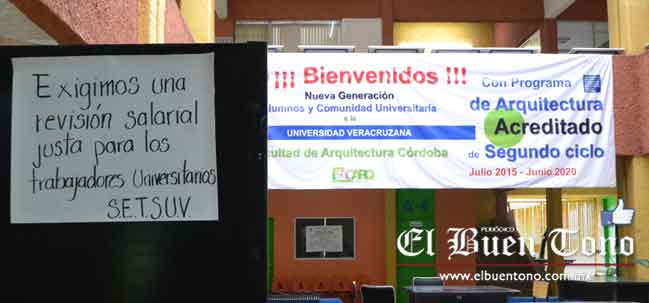 Exigimos una
revisión salarial
justa para los
trabajadores Universitarios
S.E.T.S.U.V.
¡¡¡ Bienvenidos !!!
Nueva Generación
lumnos y Comunidad Universitaria
a la
UNIVERSIDAD VERACRUZANA
acultad de Arquitectura Córdoba
Con Programa
de Arquitectura
Acreditado
de Segundo ciclo
Julio 2015 - Junio 2020
PERIÓDICO
El Buen Tono
www.elbuentono.com.mx